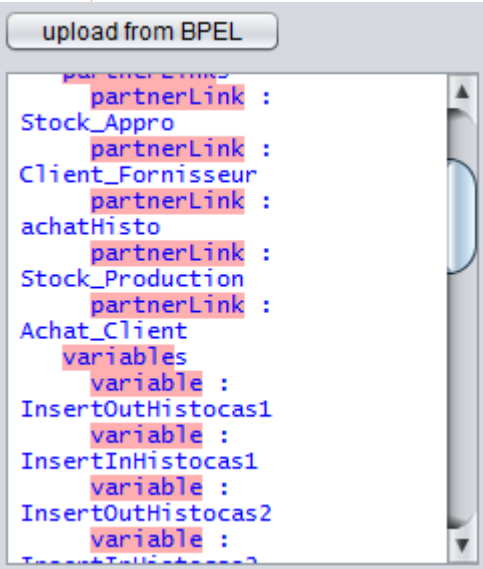 upload from BPEL
partnerLinks
partnerLink :
Stock_Appro
partnerLink :
Client_Fornisseur
partnerLink :
achatHisto
partnerLink :
Stock_Production
partnerLink :
Achat_Client
variables
variable :
InsertOutHistocas1
variable :
InsertInHistocas1
variable :
InsertOutHistocas2
variable :